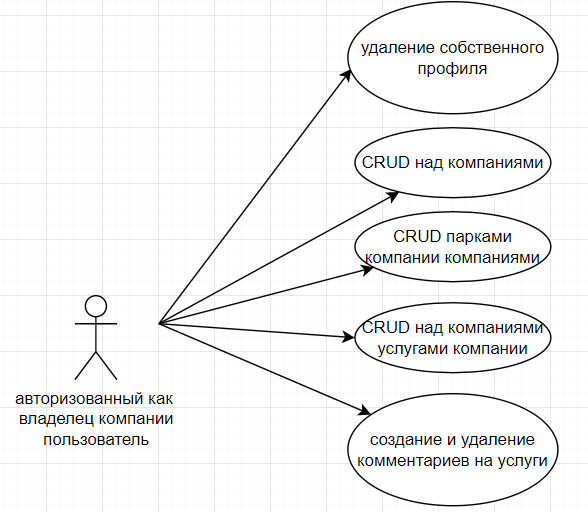 удаление собственного
профиля
CRUD над компаниями
CRUD парками
компании компаниями
CRUD над компаниями
услугами компании
авторизованный как
владелец компании
пользователь
создание и удаление
комментариев на услуги